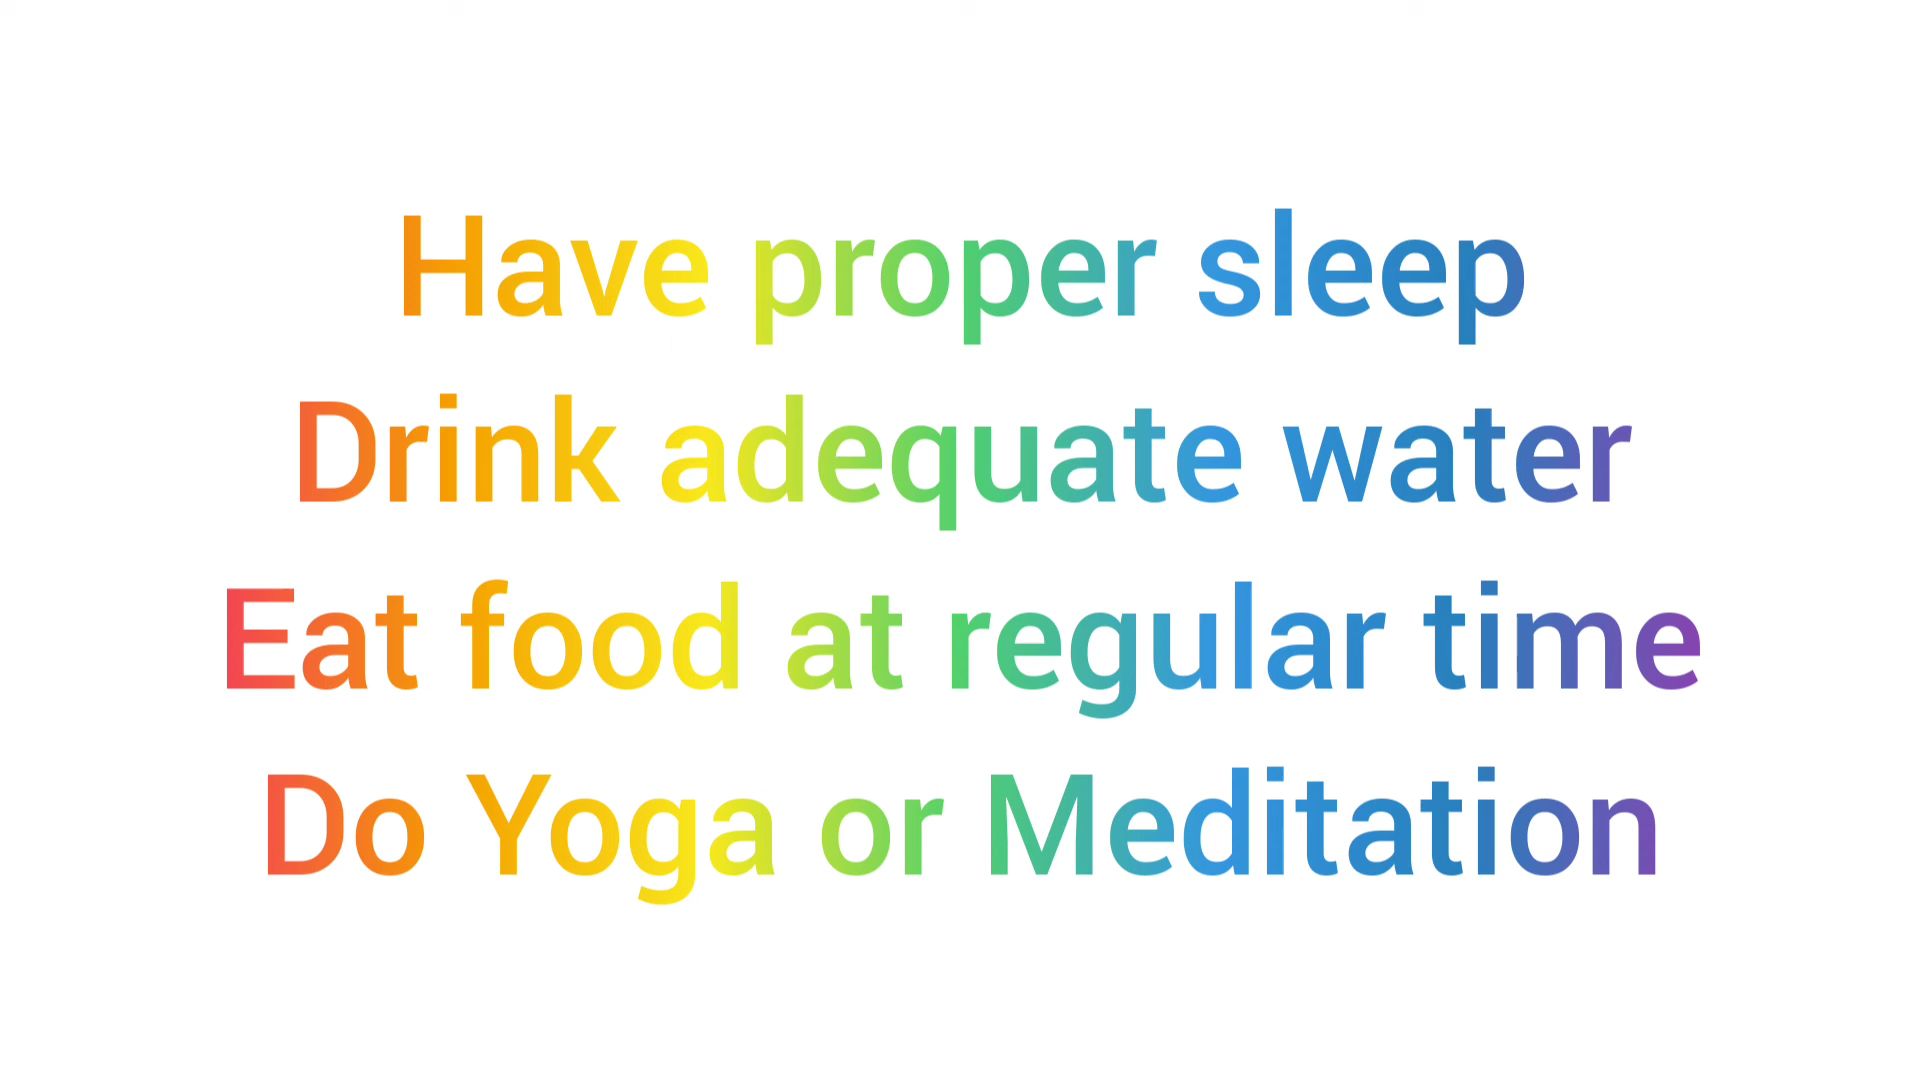 Have proper sleep
Drink adequate water
Eat food at regular time
Do Yoga or Meditation